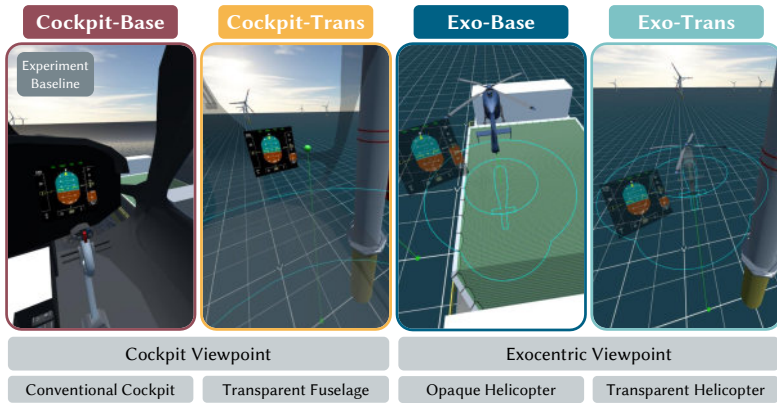 Cockpit-Base
Cockpit-Trans
Exo-Base
Exo-Trans
Experiment
Baseline
Cockpit Viewpoint
Exocentric Viewpoint
Conventional Cockpit
Transparent Fuselage
Opaque Helicopter
Transparent Helicopter